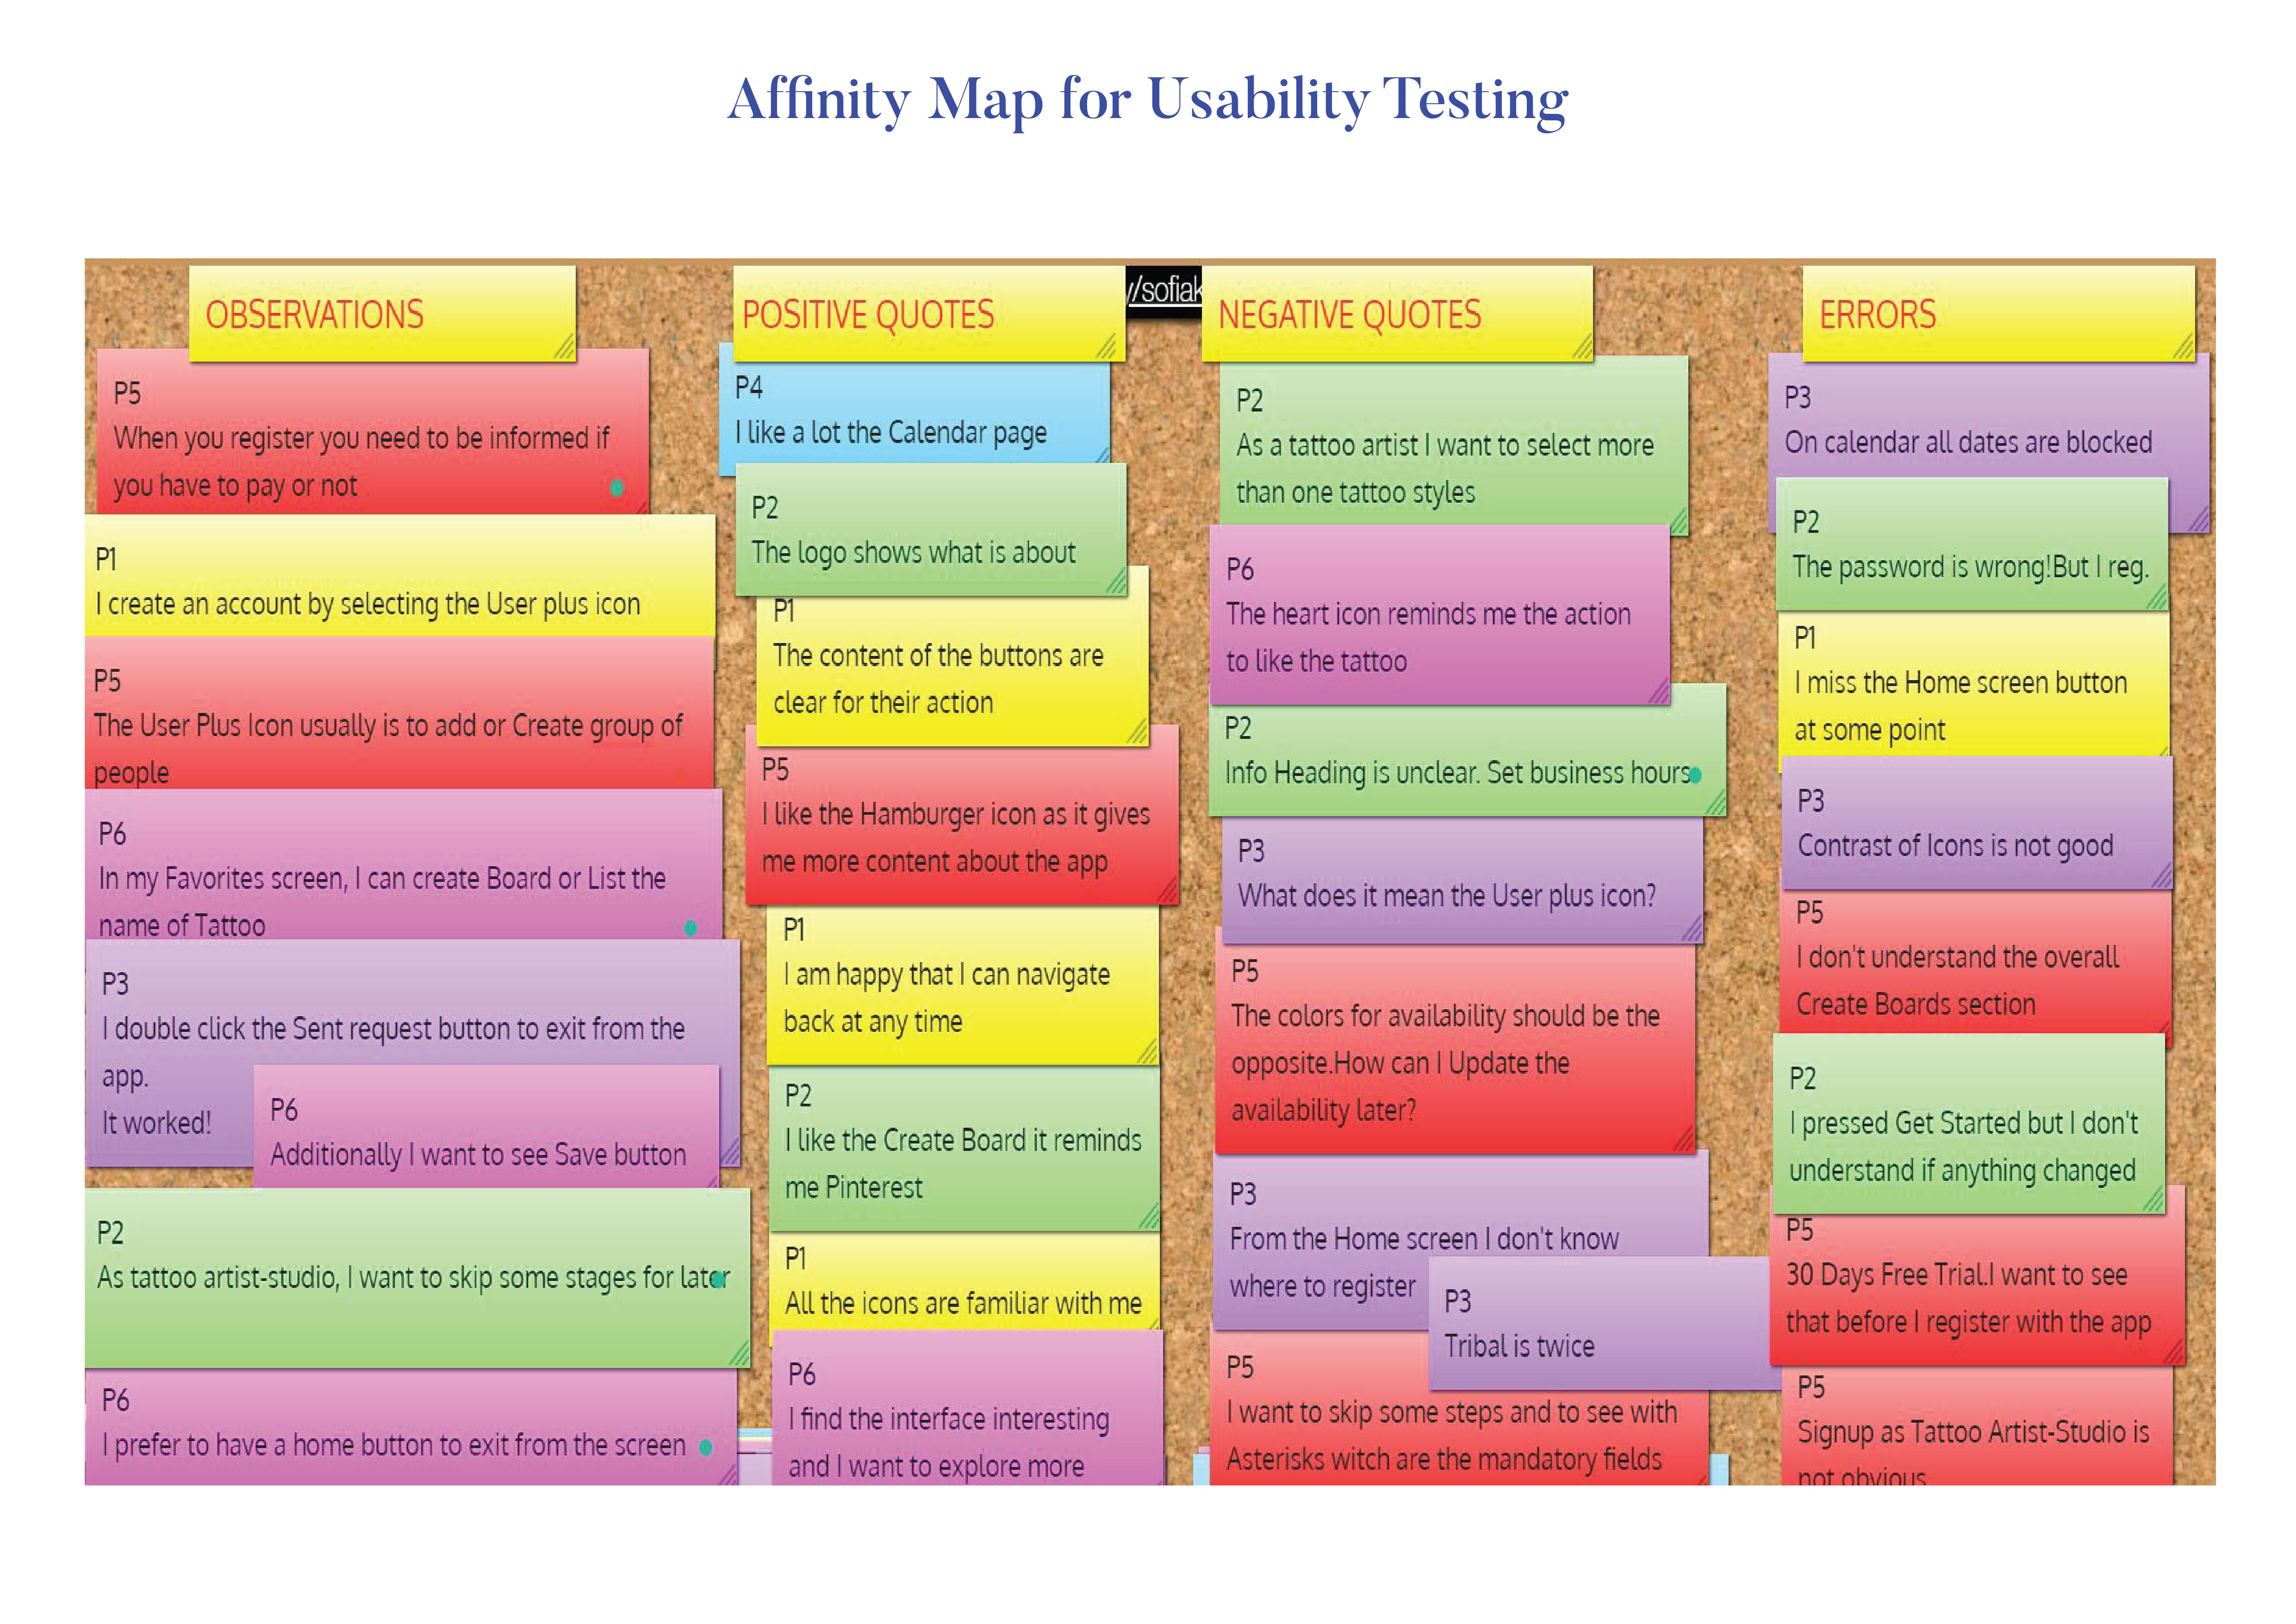 Affinity Map for Usability Testing
OBSERVATIONS
P5
When you register you need to be informed if
you have to pay or not
P1
I create an account by selecting the User plus icon
P5
The User Plus Icon usually is to add or Create group of
people
P6
In my Favorites screen, I can create Board or List the
name of Tattoo
P3
I double click the Sent request button to exit from the
app.
It worked!
P6
Additionally I want to see Save button
P2
As tattoo artist-studio, I want to skip some stages for later
P6
I prefer to have a home button to exit from the screen
POSITIVE QUOTES
P4
I like a lot the Calendar page
P2
The logo shows what is about
P1
The content of the buttons are
clear for their action
P5
I like the Hamburger icon as it gives
me more content about the app
P1
I am happy that I can navigate
back at any time
P2
I like the Create Board it reminds
me Pinterest
P1
All the icons are familiar with me
P6
I find the interface interesting
and I want to explore more
/sofiak
NEGATIVE QUOTES
P2
As a tattoo artist I want to select more
than one tattoo styles
P6
The heart icon reminds me the action
to like the tattoo
P2
Info Heading is unclear. Set business hours
P3
What does it mean the User plus icon?
P5
The colors for availability should be the
opposite.How can I Update the
availability later?
P3
From the Home screen I don't know
where to register
P3
Tribal is twice
P5
I want to skip some steps and to see with
Asterisks witch are the mandatory fields
ERRORS
P3
On calendar all dates are blocked
P2
The password is wrong!But I reg.
P1
I miss the Home screen button
at some point
P3
Contrast of Icons is not good
P5
I don't understand the overall
Create Boards section
P2
I pressed Get Started but I don't
understand if anything changed
P5
30 Days Free Trial.I want to see
that before I register with the app
P5
Signup as Tattoo Artist-Studio is
not obvious